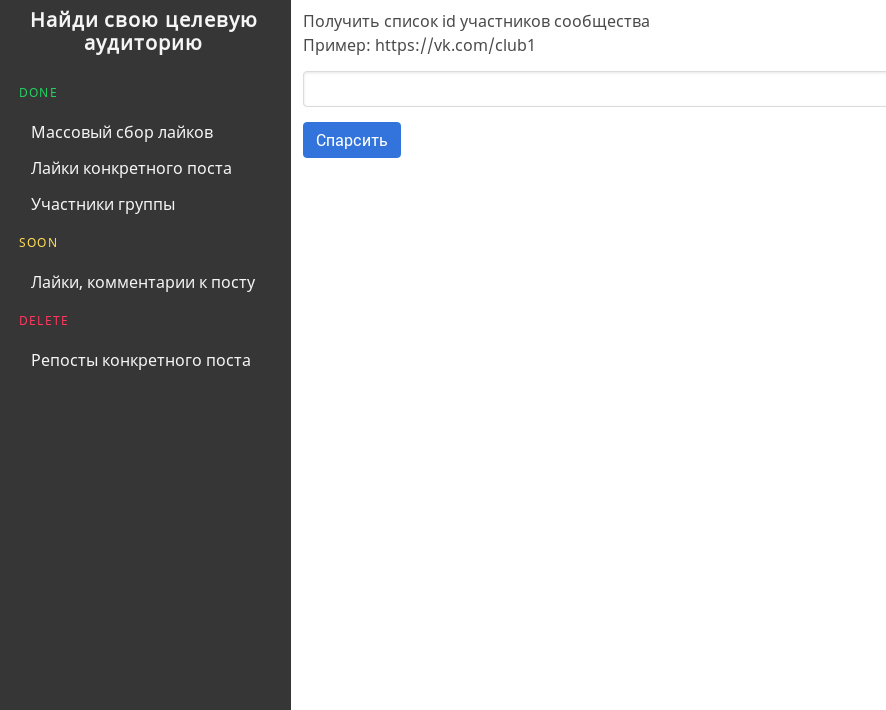 Найди свою целевую
аудиторию
DONE
Массовый сбор лайков
Лайки конкретного поста
Участники группы
SOON
Лайки, комментарии к посту
DELETE
Репосты конкретного поста
Получить список id участников сообщества
Пример: https://vk.com/club1
Спарсить